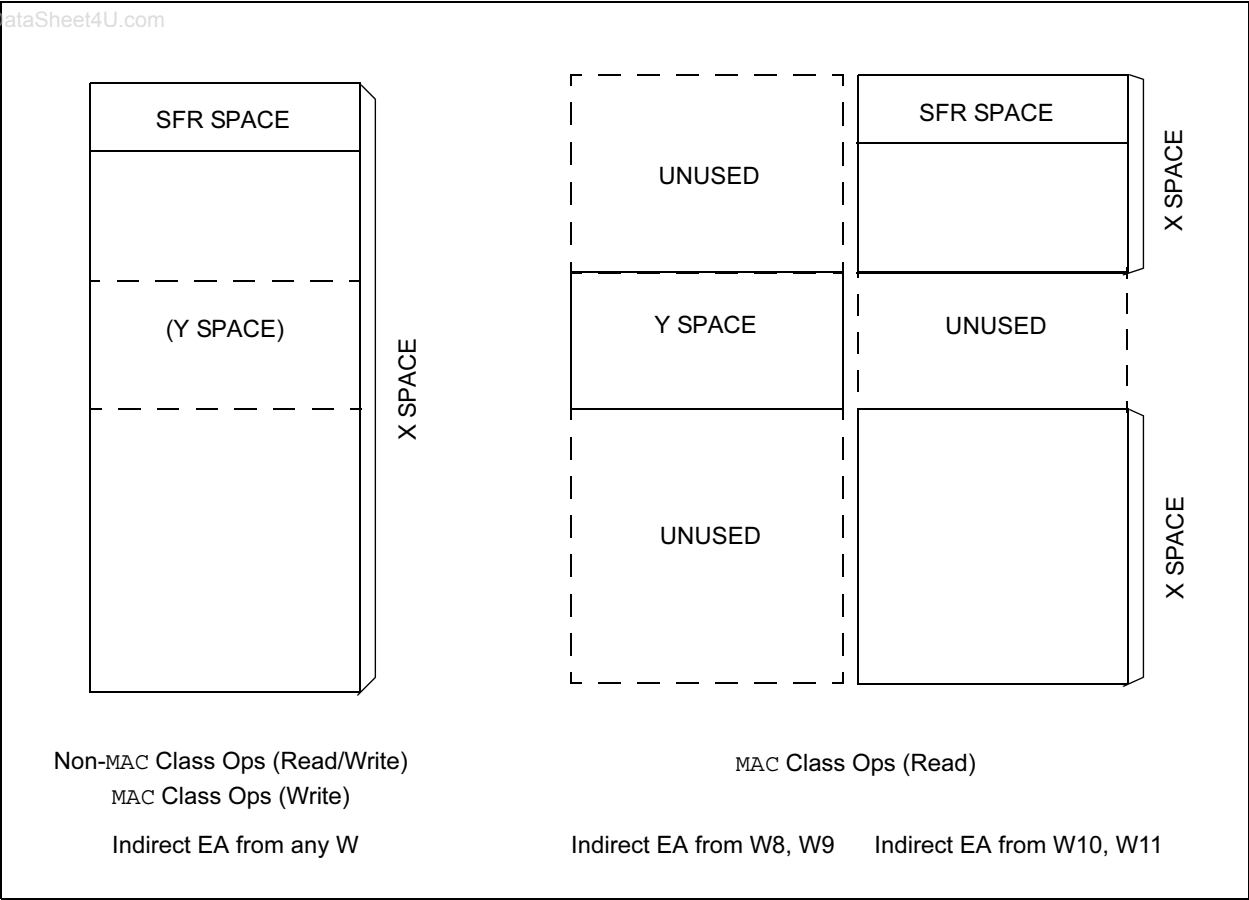 ataSheet4U.com
SFR SPACE
(Y SPACE)
X SPACE
UNUSED
Y SPACE
UNUSED
SFR SPACE
X SPACE
UNUSED
X SPACE
Non-MAC Class Ops (Read/Write)
MAC Class Ops (Write)
Indirect EA from any W
MAC Class Ops (Read)
Indirect EA from W8, W9
Indirect EA from W10, W11